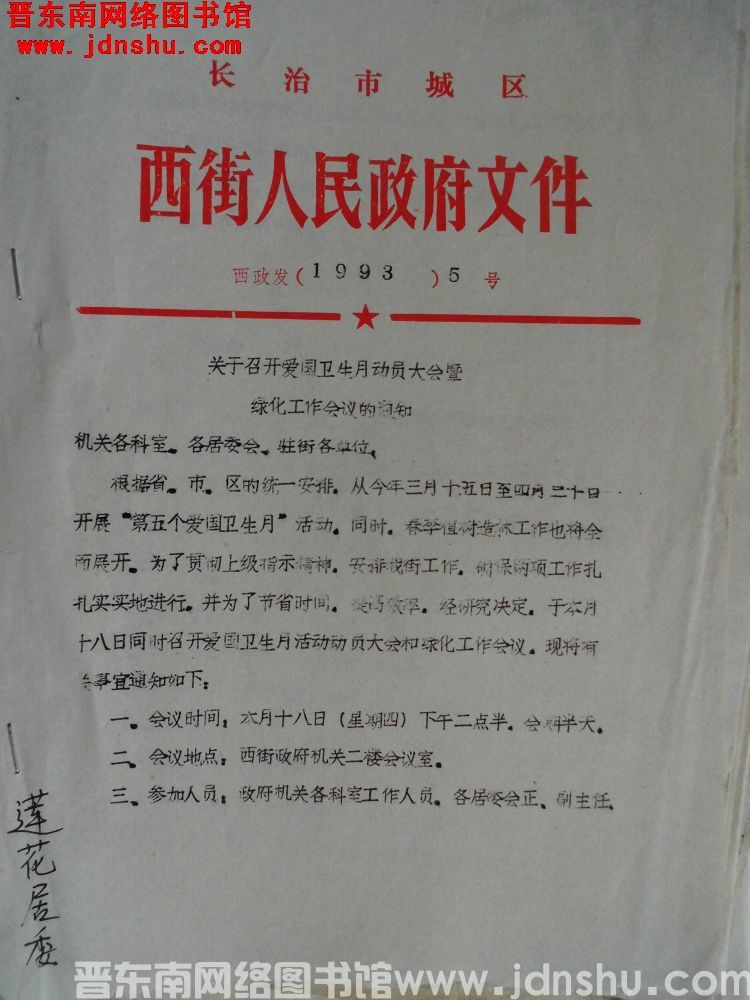 晋东南网络图书馆
www.jdnshu.com
长治市城区
西街人民政府文件
西政发(1993)5号
关于召开爱国卫生月动员大会暨
绿化工作会议的通知
机关各科室、各居委会、驻街各单位、
根据省、市、区的统一安排、从今年三月十五日至四月二十日
开展“第五个爱国卫生月”活动。同时、春季植树造林工作也将全
面展开。为了贯彻上级指示精神、安排我街工作、确保两项工作扎
扎实实地进行。并为了节省时间、提高效率、经研究决定、于本月
十八日同时召开爱国卫生月活动动员大会和绿化工作会议。现将有
关事宜通知如下：
一、会议时间：本月十八日（星期四）下午二点半。会期半天。
二、会议地点：西街政府机关二楼会议室。
三、参加人员：政府机关各科室工作人员。各居委会正、副主任、
莲花居委
晋东南网络图书馆www.jdnshu.com